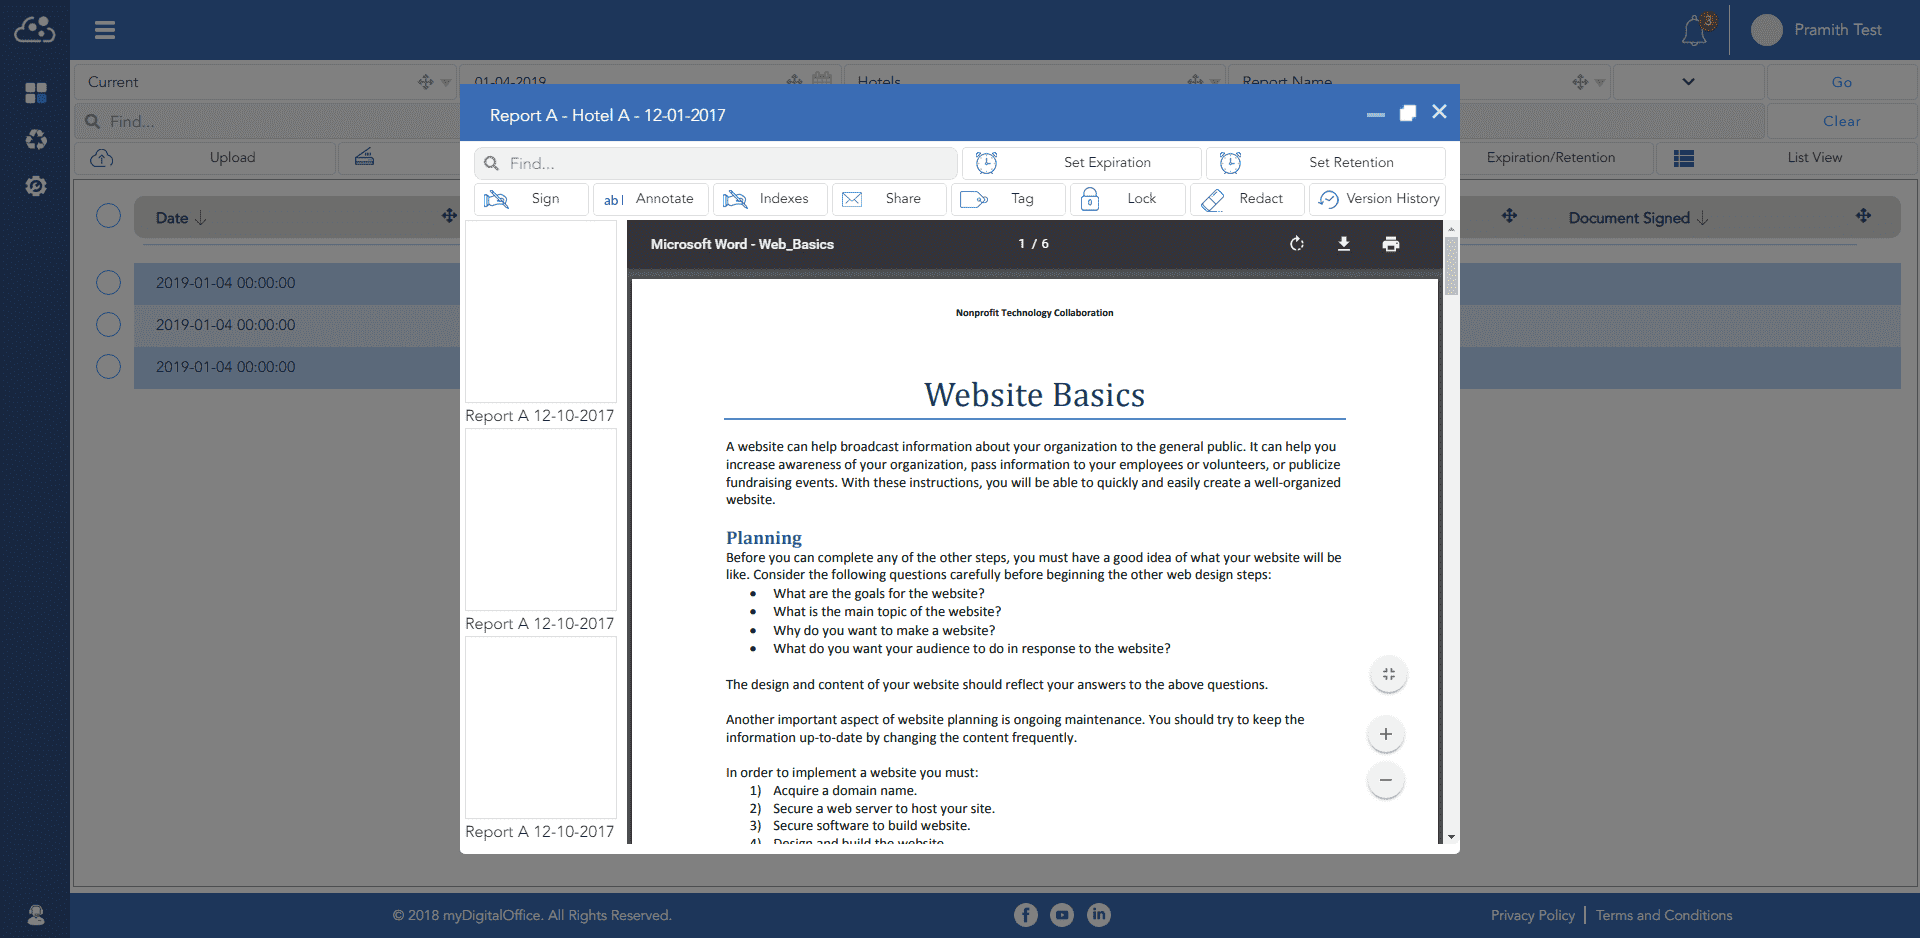 3
Pramith Test
Current
01-04-2019
Hotels
Report Name
Go
Find...
Clear
Upload
Expiration/Retention
List View
Date
Document Signed
2019-01-04 00:00:00
2019-01-04 00:00:00
2019-01-04 00:00:00
Report A - Hotel A - 12-01-2017
Find...
Set Expiration
Set Retention
Sign
ab Annotate
Indexes
Share
Tag
Lock
Redact
Version History
Report A 12-10-2017
Report A 12-10-2017
Report A 12-10-2017
Microsoft Word - Web_Basics
1 / 6
Nonprofit Technology Collaboration
Website Basics
A website can help broadcast information about your organization to the general public. It can help you
increase awareness of your organization, pass information to your employees or volunteers, or publicize
fundraising events. With these instructions, you will be able to quickly and easily create a well-organized
website.
Planning
Before you can complete any of the other steps, you must have a good idea of what your website will be
like. Consider the following questions carefully before beginning the other web design steps:
• What are the goals for the website?
• What is the main topic of the website?
• Why do you want to make a website?
• What do you want your audience to do in response to the website?
The design and content of your website should reflect your answers to the above questions.
Another important aspect of website planning is ongoing maintenance. You should try to keep the
information up-to-date by changing the content frequently.
In order to implement a website you must:
1) Acquire a domain name.
2) Secure a web server to host your site.
3) Secure software to build website.
4) Design and build the website
© 2018 myDigitalOffice. All Rights Reserved.
Privacy Policy | Terms and Conditions